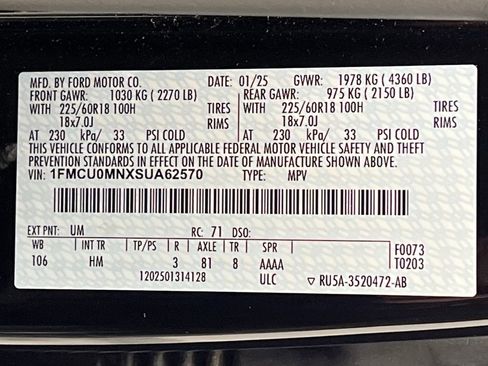 MFD. BY FORD MOTOR CO. DATE: 01/25 GVWR: 1978 KG ( 4360 LB)
FRONT GAWR: 1030 KG ( 2270 LB) REAR GAWR: 975 KG ( 2150 LB)
WITH 225/60R18 100H TIRES WITH 225/60R18 100H TIRES
18x7.0J RIMS 18x7.0J RIMS
AT 230 kPa/ 33 PSI COLD AT 230 kPa/ 33 PSI COLD
THIS VEHICLE CONFORMS TO ALL APPLICABLE FEDERAL MOTOR VEHICLE SAFETY AND THEFT
PREVENTION STANDARDS IN EFFECT ON THE DATE OF MANUFACTURE SHOWN ABOVE.
VIN: 1FMCU0MNXSUA62570 TYPE: MPV
EXT PNT: UM RC: 71 DSO:
WB INT TR TP/PS R AXLE TR SPR F0073
106 HM 3 81 8 AAAA T0203
1202501314128 ULC ▽ RU5A-3520472-AB